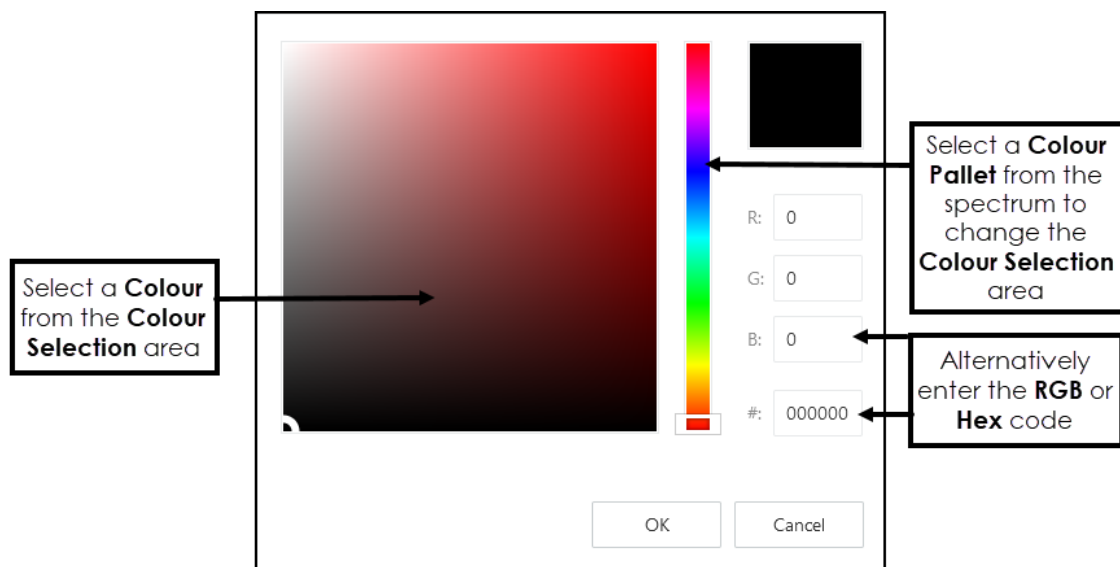 Select a Colour
from the Colour
Selection area
R: 0
G: 0
B: 0
#: 000000
OK
Cancel
Select a Colour
Pallet from the
spectrum to
change the
Colour Selection
area
Alternatively
enter the RGB or
Hex code